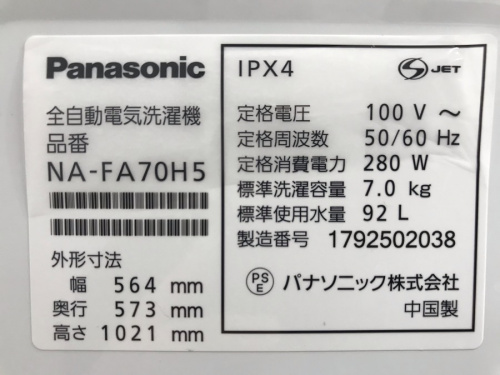 Panasonic
全自動電気洗濯機
品番
NA-FA70H5
外形寸法
幅 564 mm
奥行 573 mm
高さ 1021 mm
IPX4
S JET
定格電圧 100 V ～
定格周波数 50/60 Hz
定格消費電力 280 W
標準洗濯容量 7.0 kg
標準使用水量 92 L
製造番号 1792502038
PS
E
パナソニック株式会社
中国製